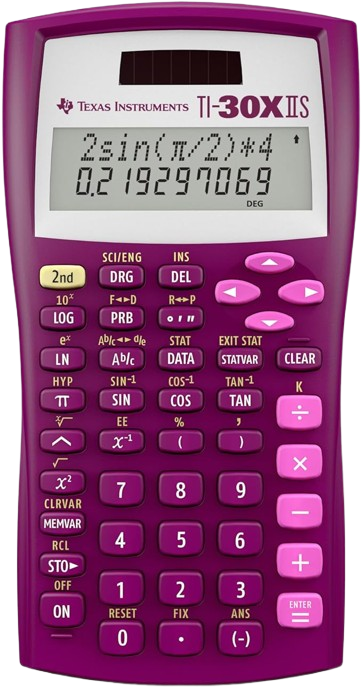 TEXAS INSTRUMENTS TI-30X IIS
2sin(π/2)*4
0.219297069
DEG
SCI/ENG INS
2nd DRG DEL
10ˣ F◄►D R◄►P
LOG PRB ° ′ ″
eˣ Ab/c◄►d/e STAT EXIT STAT
LN Ab/c DATA STATVAR CLEAR
HYP SIN⁻¹ COS⁻¹ TAN⁻¹ K
π SIN COS TAN ÷
ˣ√ EE % ,
^ x⁻¹ ( ) ×
√
x² 7 8 9
CLRVAR
MEMVAR 4 5 6 −
RCL
STO► +
OFF
1 2 3
ON RESET FIX ANS ENTER
0 . (-) =